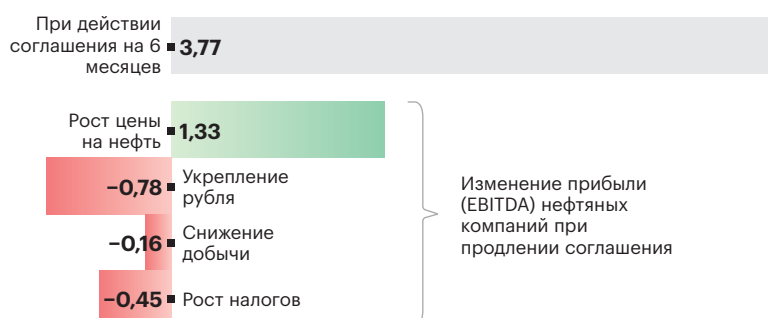 При действии
соглашения на 6
месяцев
3,77
Рост цены
на нефть
1,33
−0,78
Укрепление
рубля
−0,16
Снижение
добычи
−0,45
Рост налогов
Изменение прибыли
(EBITDA) нефтяных
компаний при
продлении соглашения